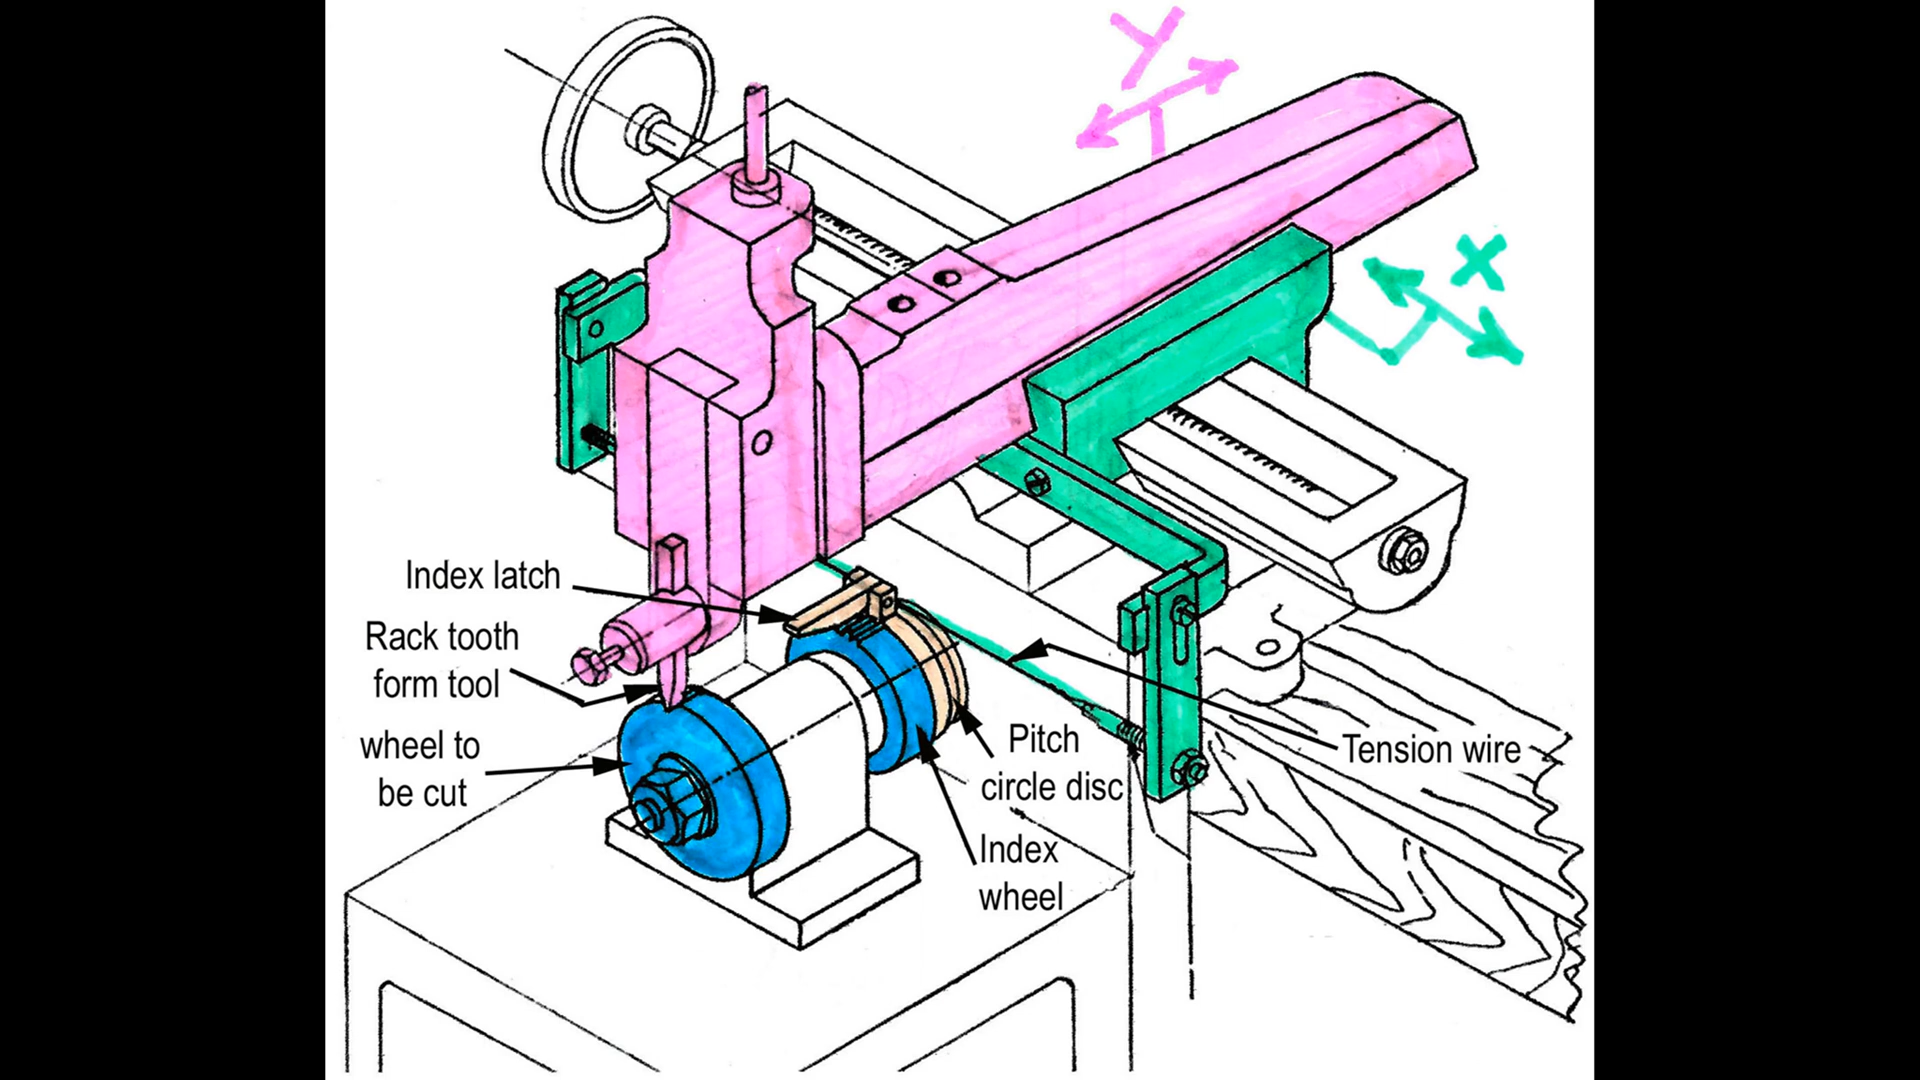 Y
X
Index latch
Rack tooth
form tool
wheel to
be cut
Pitch
circle disc
Tension wire
Index
wheel